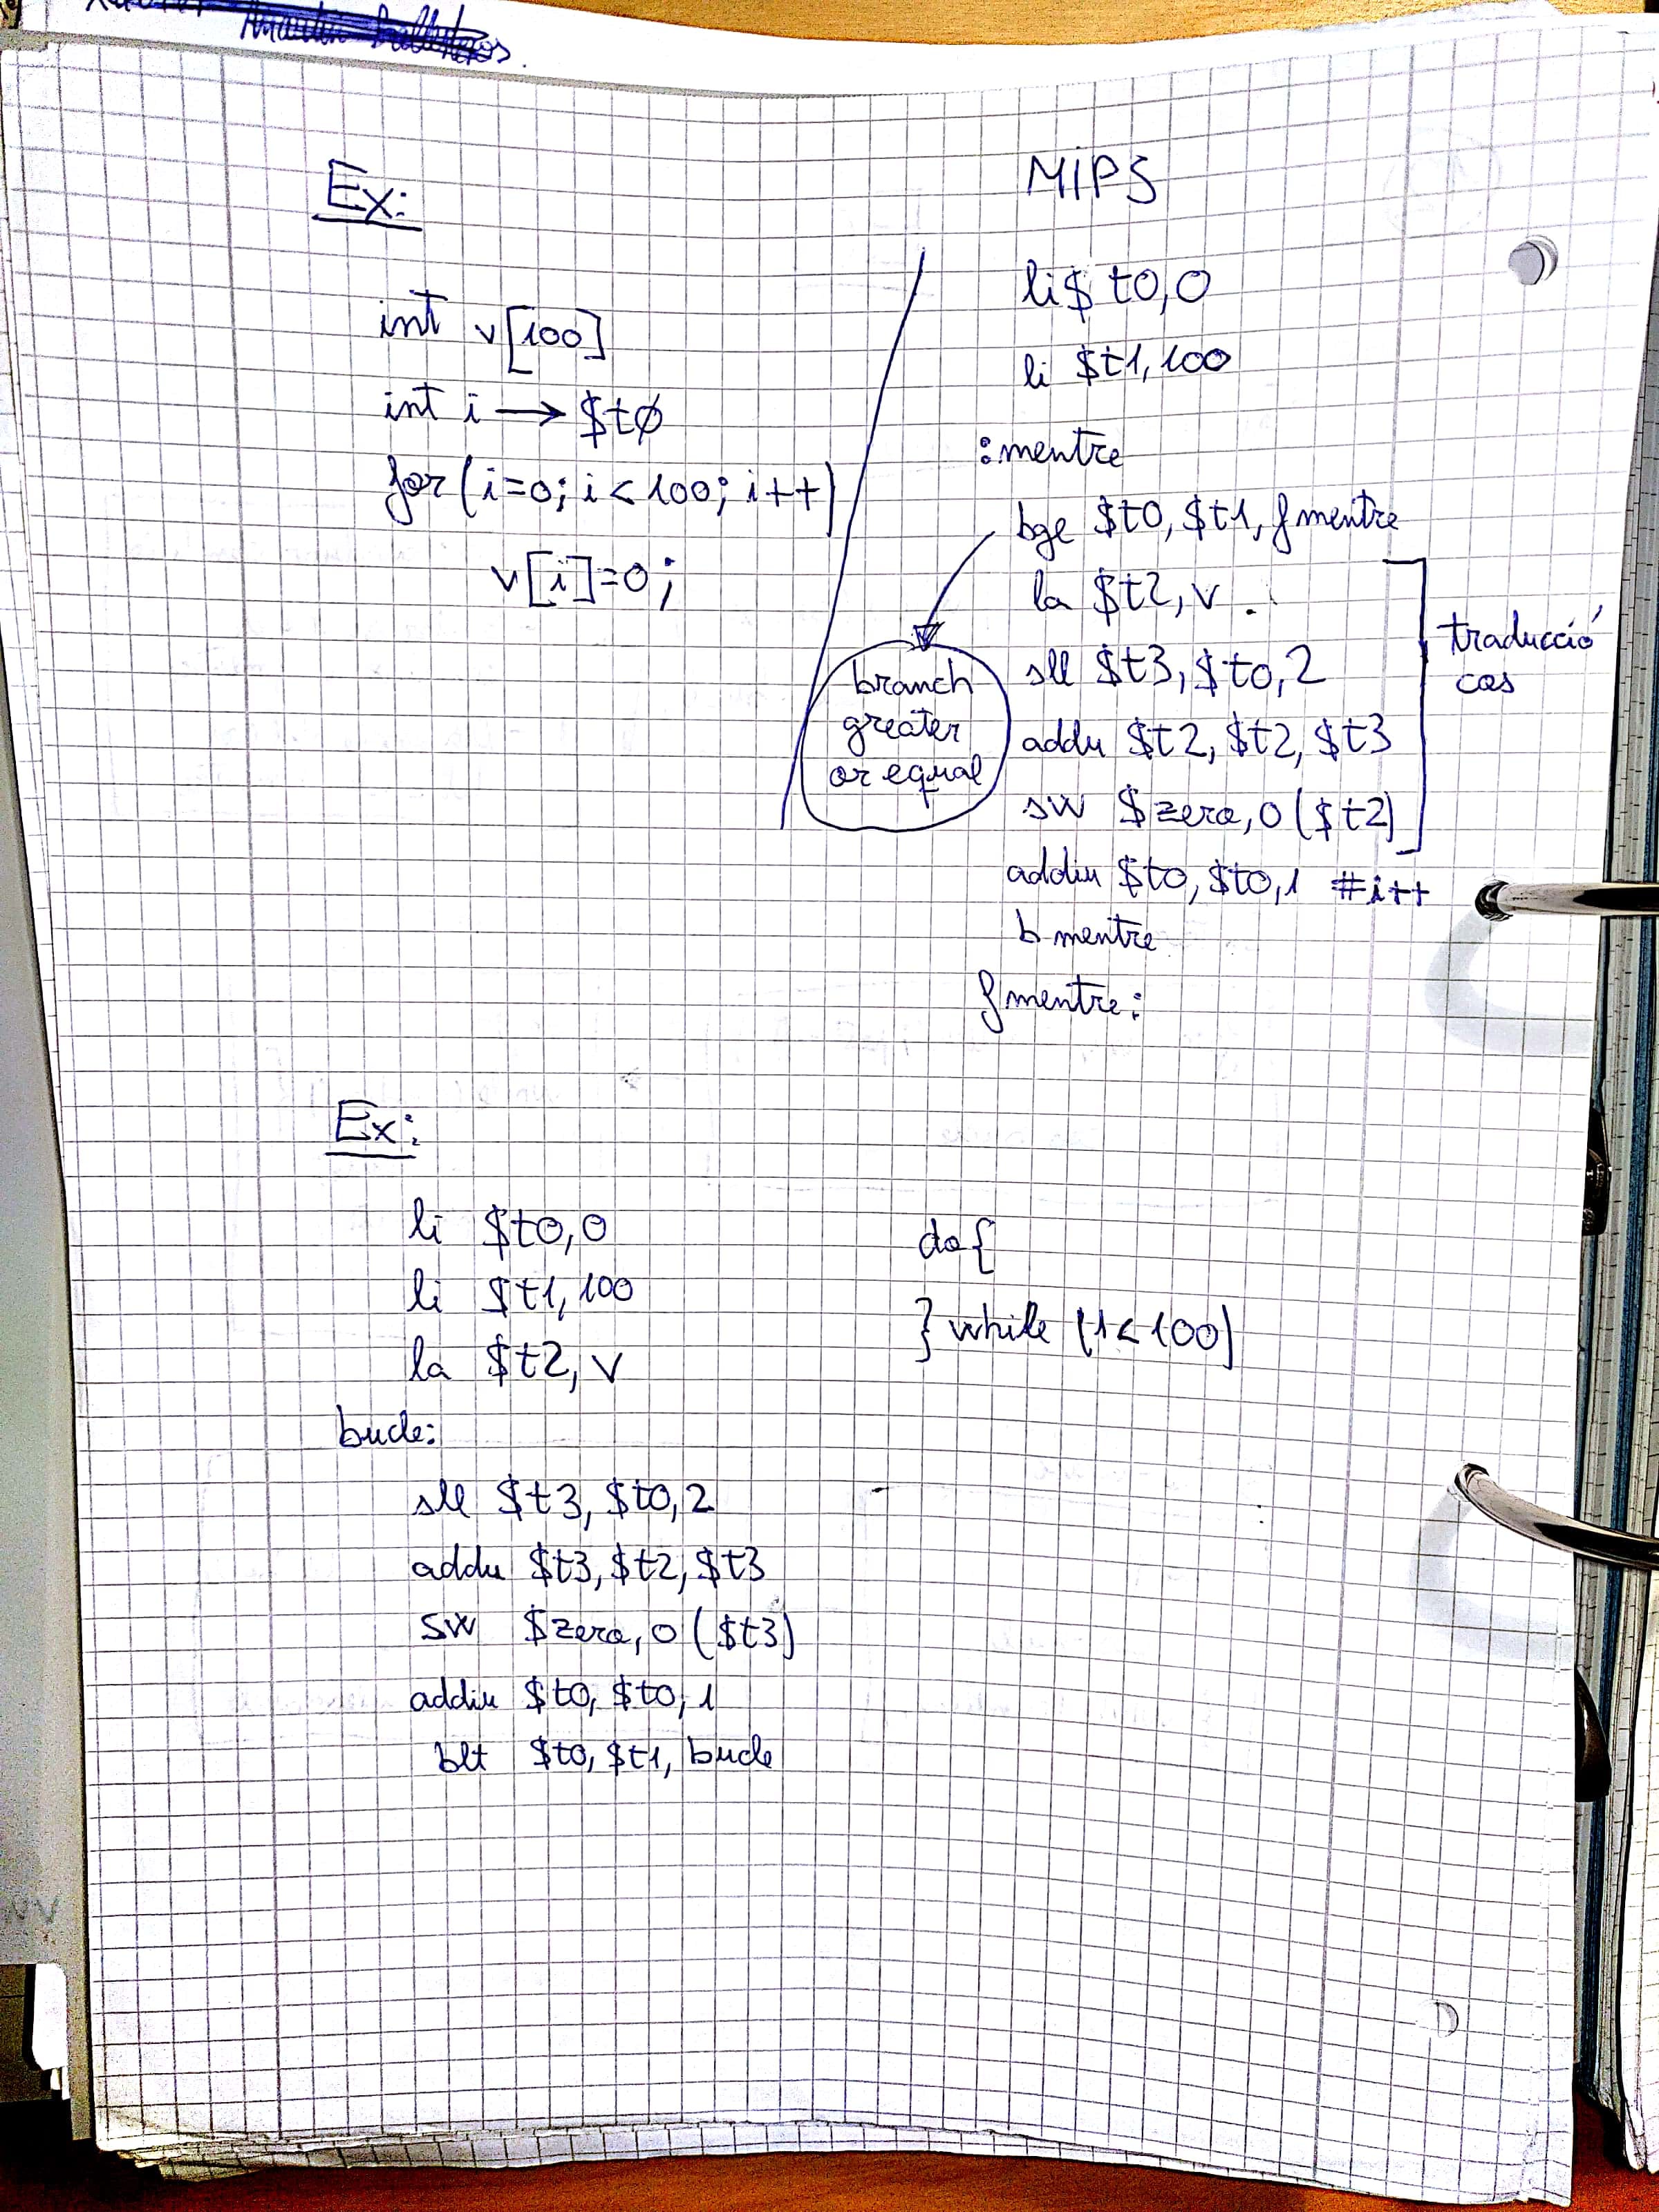 Ex:
int v[100]
int i → $tø
for (i=0; i<100; i++)
v[i]=0;
MIPS
li $ t0,0
li $t1,100
:mentre
bge $t0, $t1, fmentre
branch
greater
or equal
la $t2, v
sll $t3, $t0, 2
addu $t2, $t2, $t3
sw $zero, 0 ($t2)
traducció
cos
addiu $t0, $t0, 1 #i++
b mentre
fmentre:
Ex:
li $t0, 0
li $t1, 100
la $t2, v
bucle:
sll $t3, $t0, 2
addu $t3, $t2, $t3
sw $zero, 0 ($t3)
addiu $t0, $t0, 1
blt $t0, $t1, bucle
do{
} while (1<100)